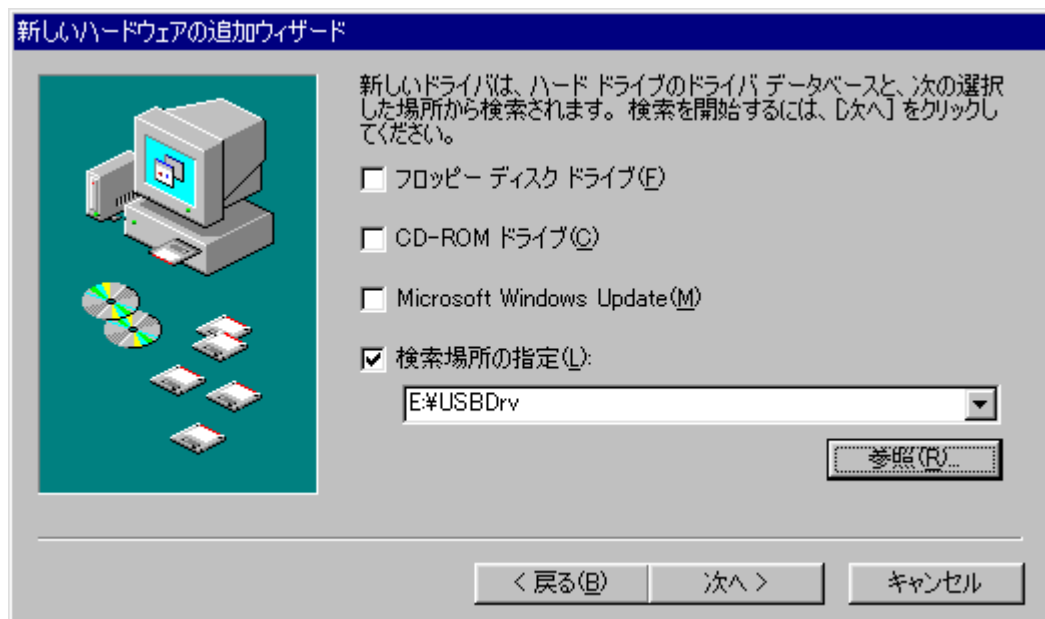 新しいハードウェアの追加ウィザード
新しいドライバは、ハード ドライブのドライバ データベースと、次の選択
した場所から検索されます。検索を開始するには、[次へ] をクリックし
てください。
フロッピー ディスク ドライブ(F)
CD-ROM ドライブ(C)
Microsoft Windows Update(M)
検索場所の指定(L):
E:¥USBDrv
参照(R)...
< 戻る(B)
次へ >
キャンセル